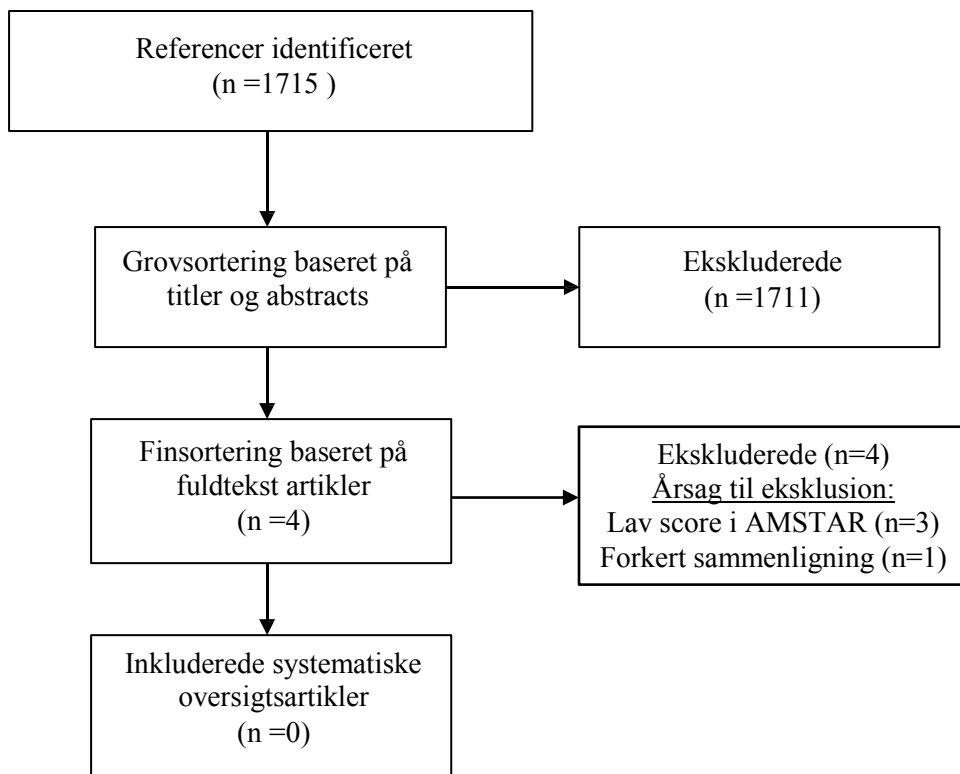 Referencer identificeret
(n =1715 )
Grovsortering baseret på
titler og abstracts
Ekskluderede
(n =1711)
Finsortering baseret på
fuldtekst artikler
(n =4)
Ekskluderede (n=4)
Årsag til eksklusion:
Lav score i AMSTAR (n=3)
Forkert sammenligning (n=1)
Inkluderede systematiske
oversigtsartikler
(n =0)